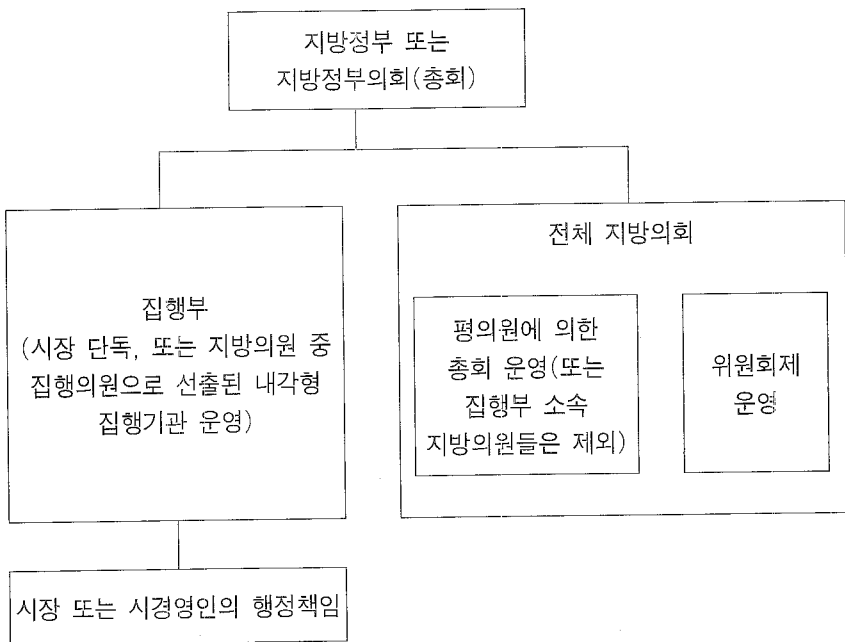 지방정부 또는
지방정부의회(총회)
집행부
(시장 단독, 또는 지방의원 중
집행의원으로 선출된 내각형
집행기관 운영)
전체 지방의회
평의원에 의한
총회 운영(또는
집행부 소속
지방의원들은 제외)
위원회제
운영
시장 또는 시경영인의 행정책임